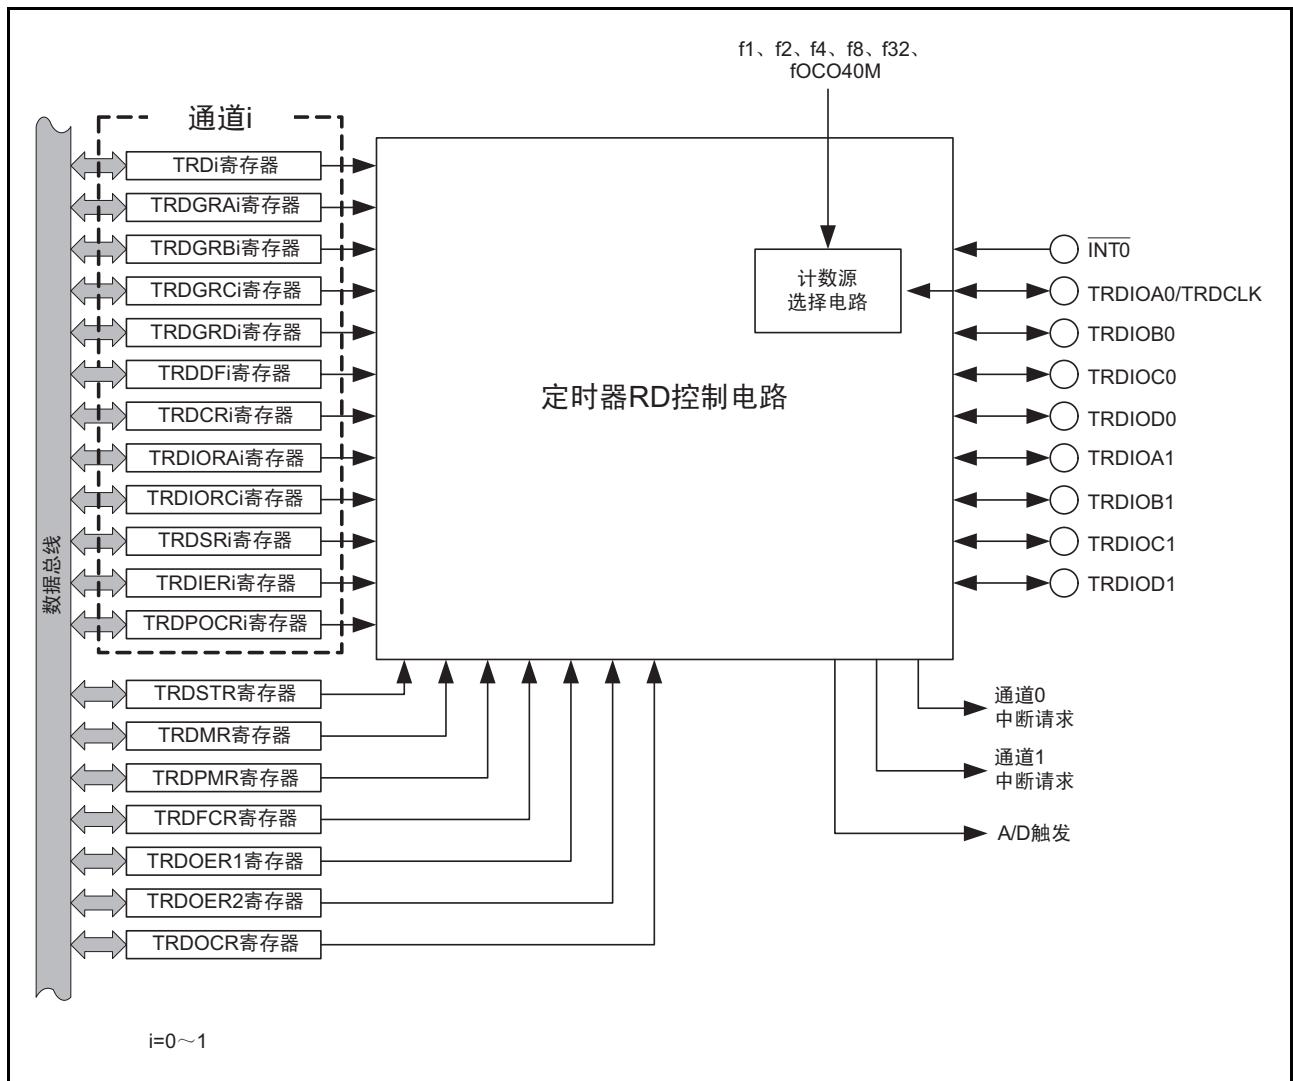 f1、f2、f4、f8、f32、
fOCO40M
通道i
TRDi寄存器
TRDGRAi寄存器
TRDGRBi寄存器
TRDGRCi寄存器
TRDGRDi寄存器
TRDDFi寄存器
TRDCRi寄存器
TRDIORAi寄存器
TRDIORCi寄存器
TRDSRi寄存器
TRDIERi寄存器
TRDPOCRi寄存器
TRDSTR寄存器
TRDMR寄存器
TRDPMR寄存器
TRDFCR寄存器
TRDOER1寄存器
TRDOER2寄存器
TRDOCR寄存器
数据总线
计数源
选择电路
定时器RD控制电路
INT0
TRDIOA0/TRDCLK
TRDIOB0
TRDIOC0
TRDIOD0
TRDIOA1
TRDIOB1
TRDIOC1
TRDIOD1
通道0
中断请求
通道1
中断请求
A/D触发
i=0～1